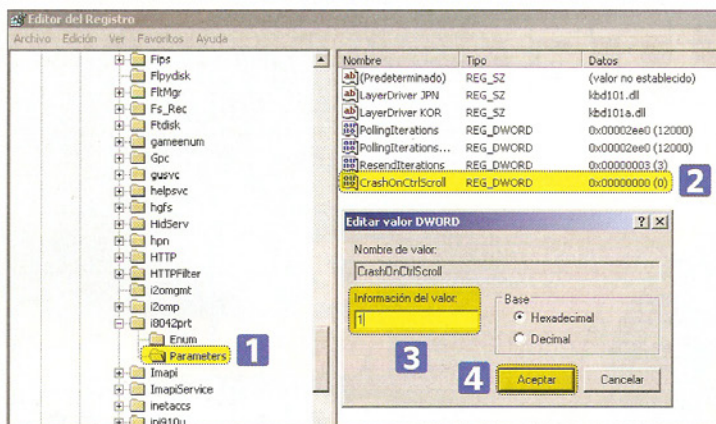 Editor del Registro
Archivo Edición Ver Favoritos Ayuda
Fips
Flpydisk
FltMgr
Fs_Rec
Ftdisk
gameenum
Gpc
gusvc
helpsvc
hgfs
HidServ
hpn
HTTP
HTTPFilter
i2omgmt
i2omp
i8042prt
Enum
Parameters
1
Imapi
ImapiService
inetaccs
ini910u
Nombre Tipo Datos
(Predeterminado) REG_SZ (valor no establecido)
LayerDriver JPN REG_SZ kbd101.dll
LayerDriver KOR REG_SZ kbd101a.dll
PollingIterations REG_DWORD 0x00002ee0 (12000)
PollingIterations... REG_DWORD 0x00002ee0 (12000)
ResendIterations REG_DWORD 0x00000003 (3)
CrashOnCtrlScroll REG_DWORD 0x00000000 (0)
2
Editar valor DWORD
Nombre de valor:
CrashOnCtrlScroll
Información del valor:
1
3
Base
Hexadecimal
Decimal
4
Aceptar Cancelar